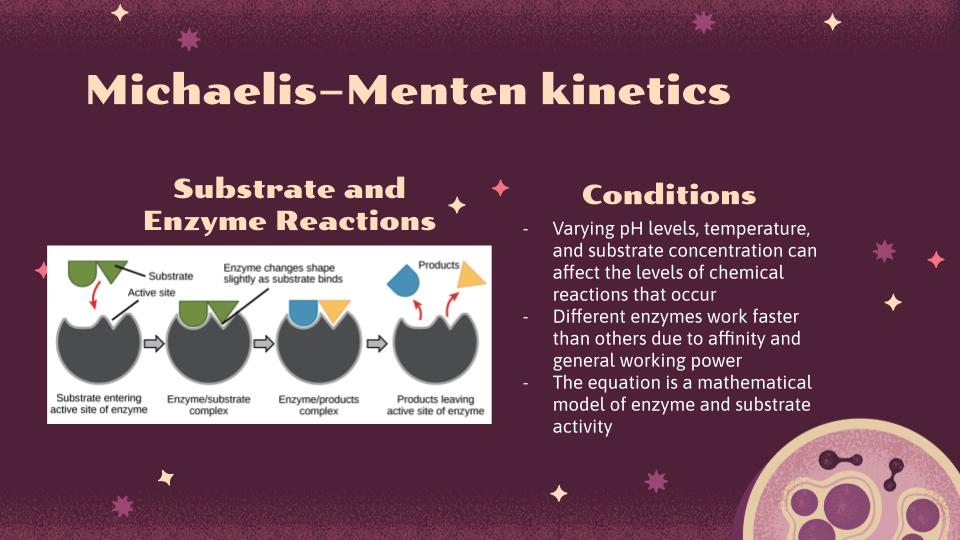 Michaelis–Menten kinetics
Substrate and
Enzyme Reactions
Substrate
Active site
Enzyme changes shape
slightly as substrate binds
Products
Substrate entering
active site of enzyme
Enzyme/substrate
complex
Enzyme/products
complex
Products leaving
active site of enzyme
Conditions
- Varying pH levels, temperature,
and substrate concentration can
affect the levels of chemical
reactions that occur
- Different enzymes work faster
than others due to affinity and
general working power
- The equation is a mathematical
model of enzyme and substrate
activity